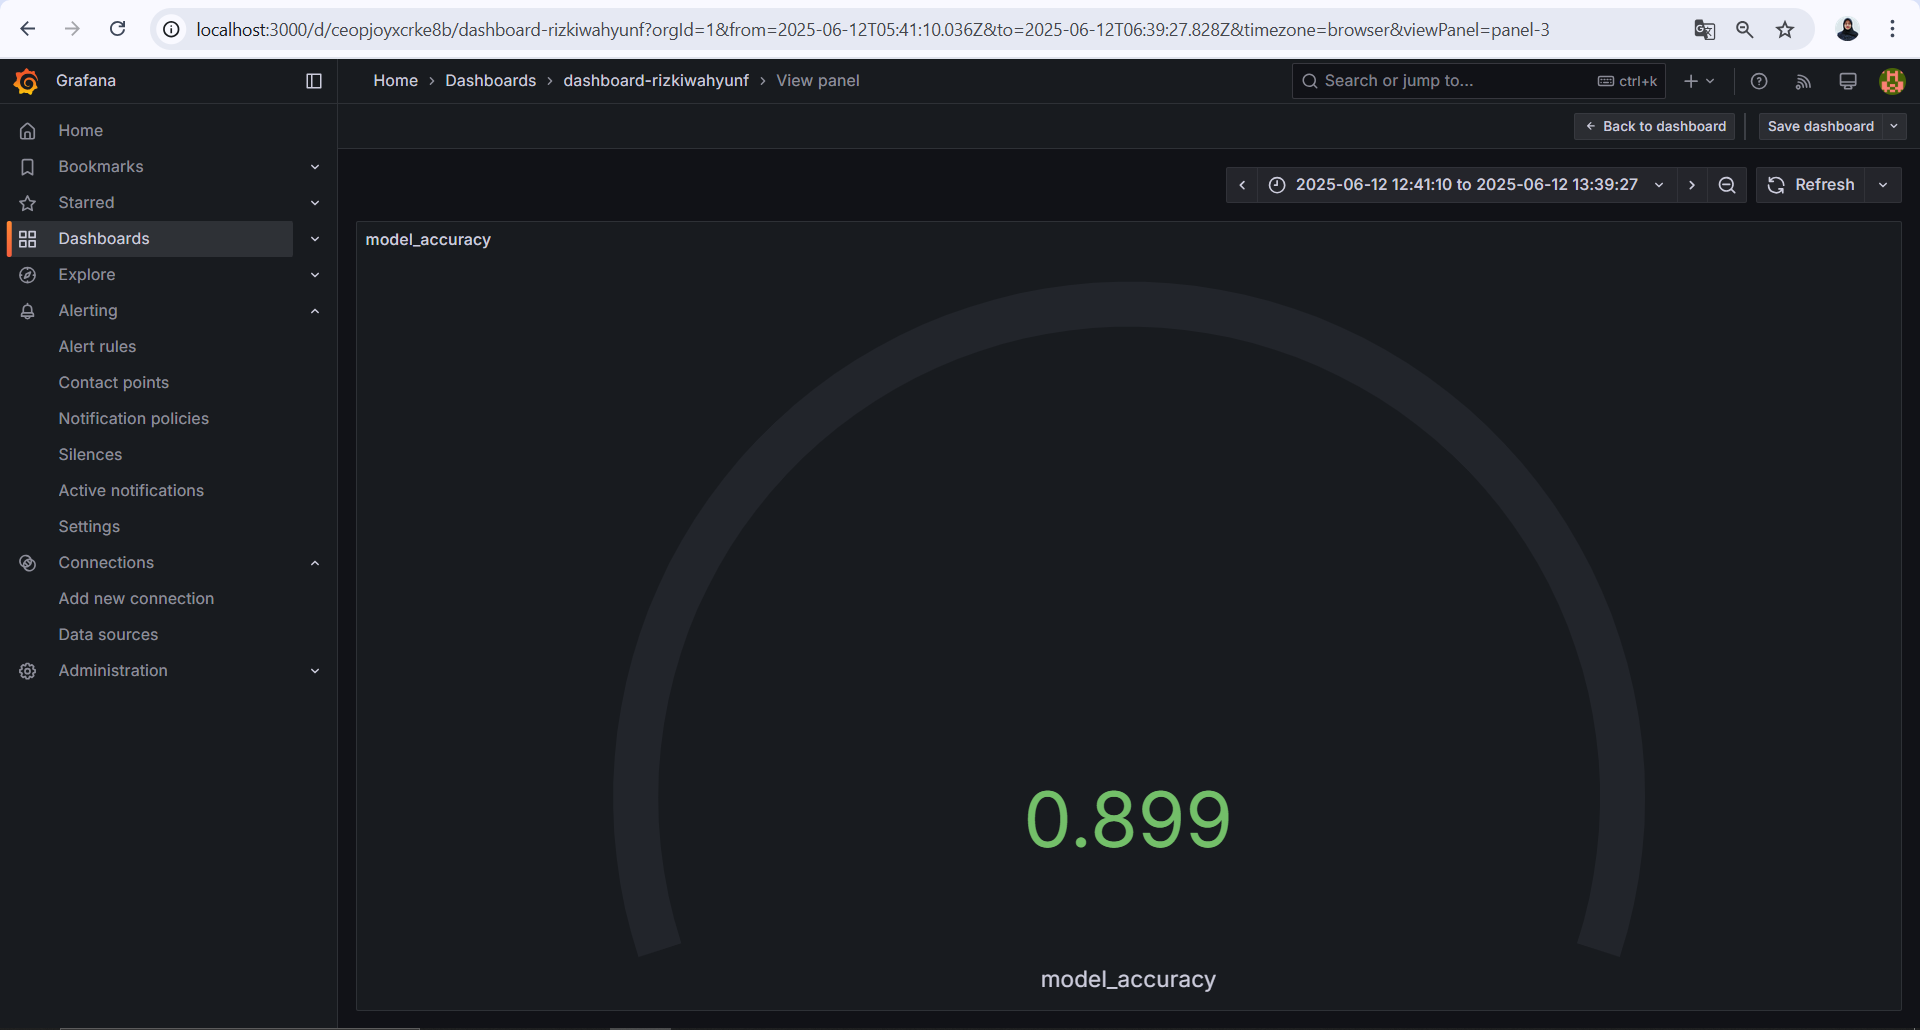 localhost:3000/d/ceopjoyxcrke8b/dashboard-rizkiwahyunf?orgId=1&from=2025-06-12T05:41:10.036Z&to=2025-06-12T06:39:27.828Z&timezone=browser&viewPanel=panel-3
Grafana
Home › Dashboards › dashboard-rizkiwahyunf › View panel
Search or jump to...
ctrl+k
Back to dashboard
Save dashboard
Home
Bookmarks
Starred
Dashboards
Explore
Alerting
Alert rules
Contact points
Notification policies
Silences
Active notifications
Settings
Connections
Add new connection
Data sources
Administration
2025-06-12 12:41:10 to 2025-06-12 13:39:27
Refresh
model_accuracy
0.899
model_accuracy